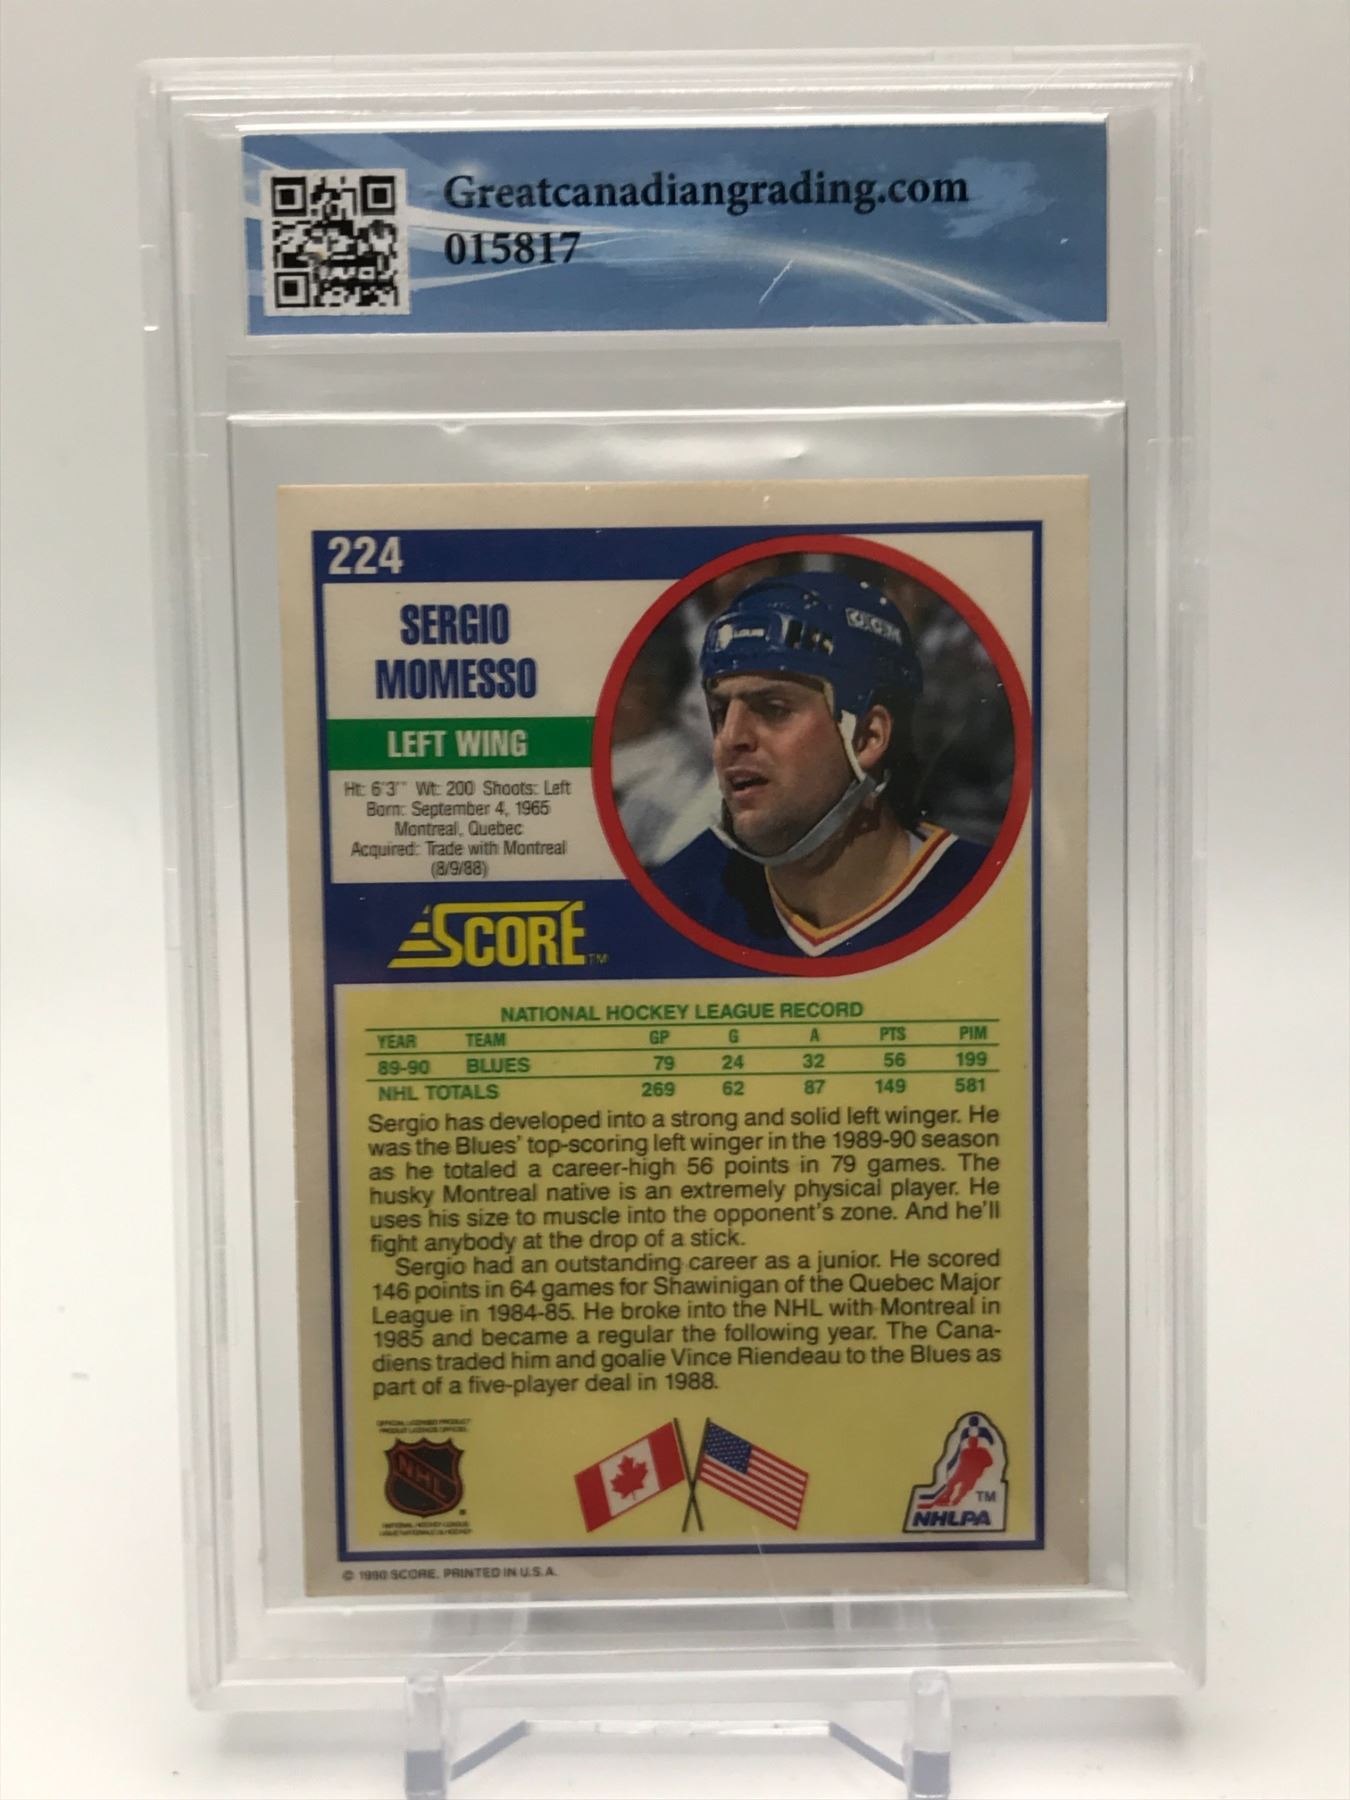 Greatcanadiangrading.com
015817
224
SERGIO
MOMESSO
LEFT WING
Ht: 6'3" Wt: 200 Shoots: Left
Born: September 4, 1965
Montreal, Quebec
Acquired: Trade with Montreal
(8/9/88)
SCORE TM
NATIONAL HOCKEY LEAGUE RECORD
YEAR TEAM GP G A PTS PIM
89-90 BLUES 79 24 32 56 199
NHL TOTALS 269 62 87 149 581
Sergio has developed into a strong and solid left winger. He
was the Blues' top-scoring left winger in the 1989-90 season
as he totaled a career-high 56 points in 79 games. The
husky Montreal native is an extremely physical player. He
uses his size to muscle into the opponent's zone. And he'll
fight anybody at the drop of a stick.
Sergio had an outstanding career as a junior. He scored
146 points in 64 games for Shawinigan of the Quebec Major
League in 1984-85. He broke into the NHL with Montreal in
1985 and became a regular the following year. The Cana-
diens traded him and goalie Vince Riendeau to the Blues as
part of a five-player deal in 1988.
OFFICIAL LICENSED PRODUCT
NHL
TM
NHLPA
© 1990 SCORE. PRINTED IN U.S.A.